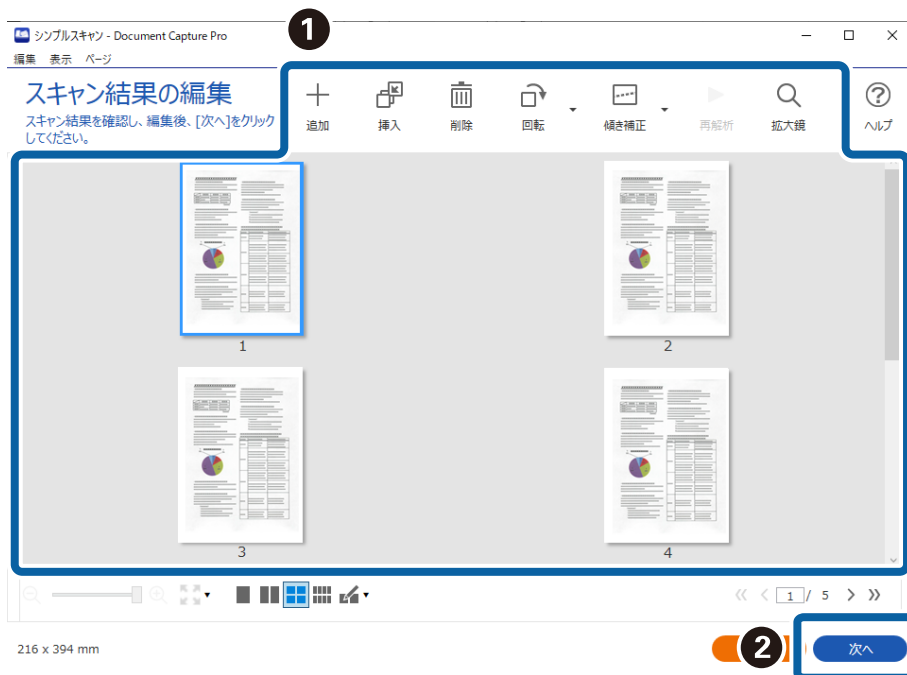 シンプルスキャン - Document Capture Pro
編集 表示 ページ
1
スキャン結果の編集
スキャン結果を確認し、編集後、[次へ]をクリック
してください。
追加 挿入 削除 回転 傾き補正 再解析 拡大鏡 ヘルプ
1 2
3 4
1 / 5
216 x 394 mm
2 次へ